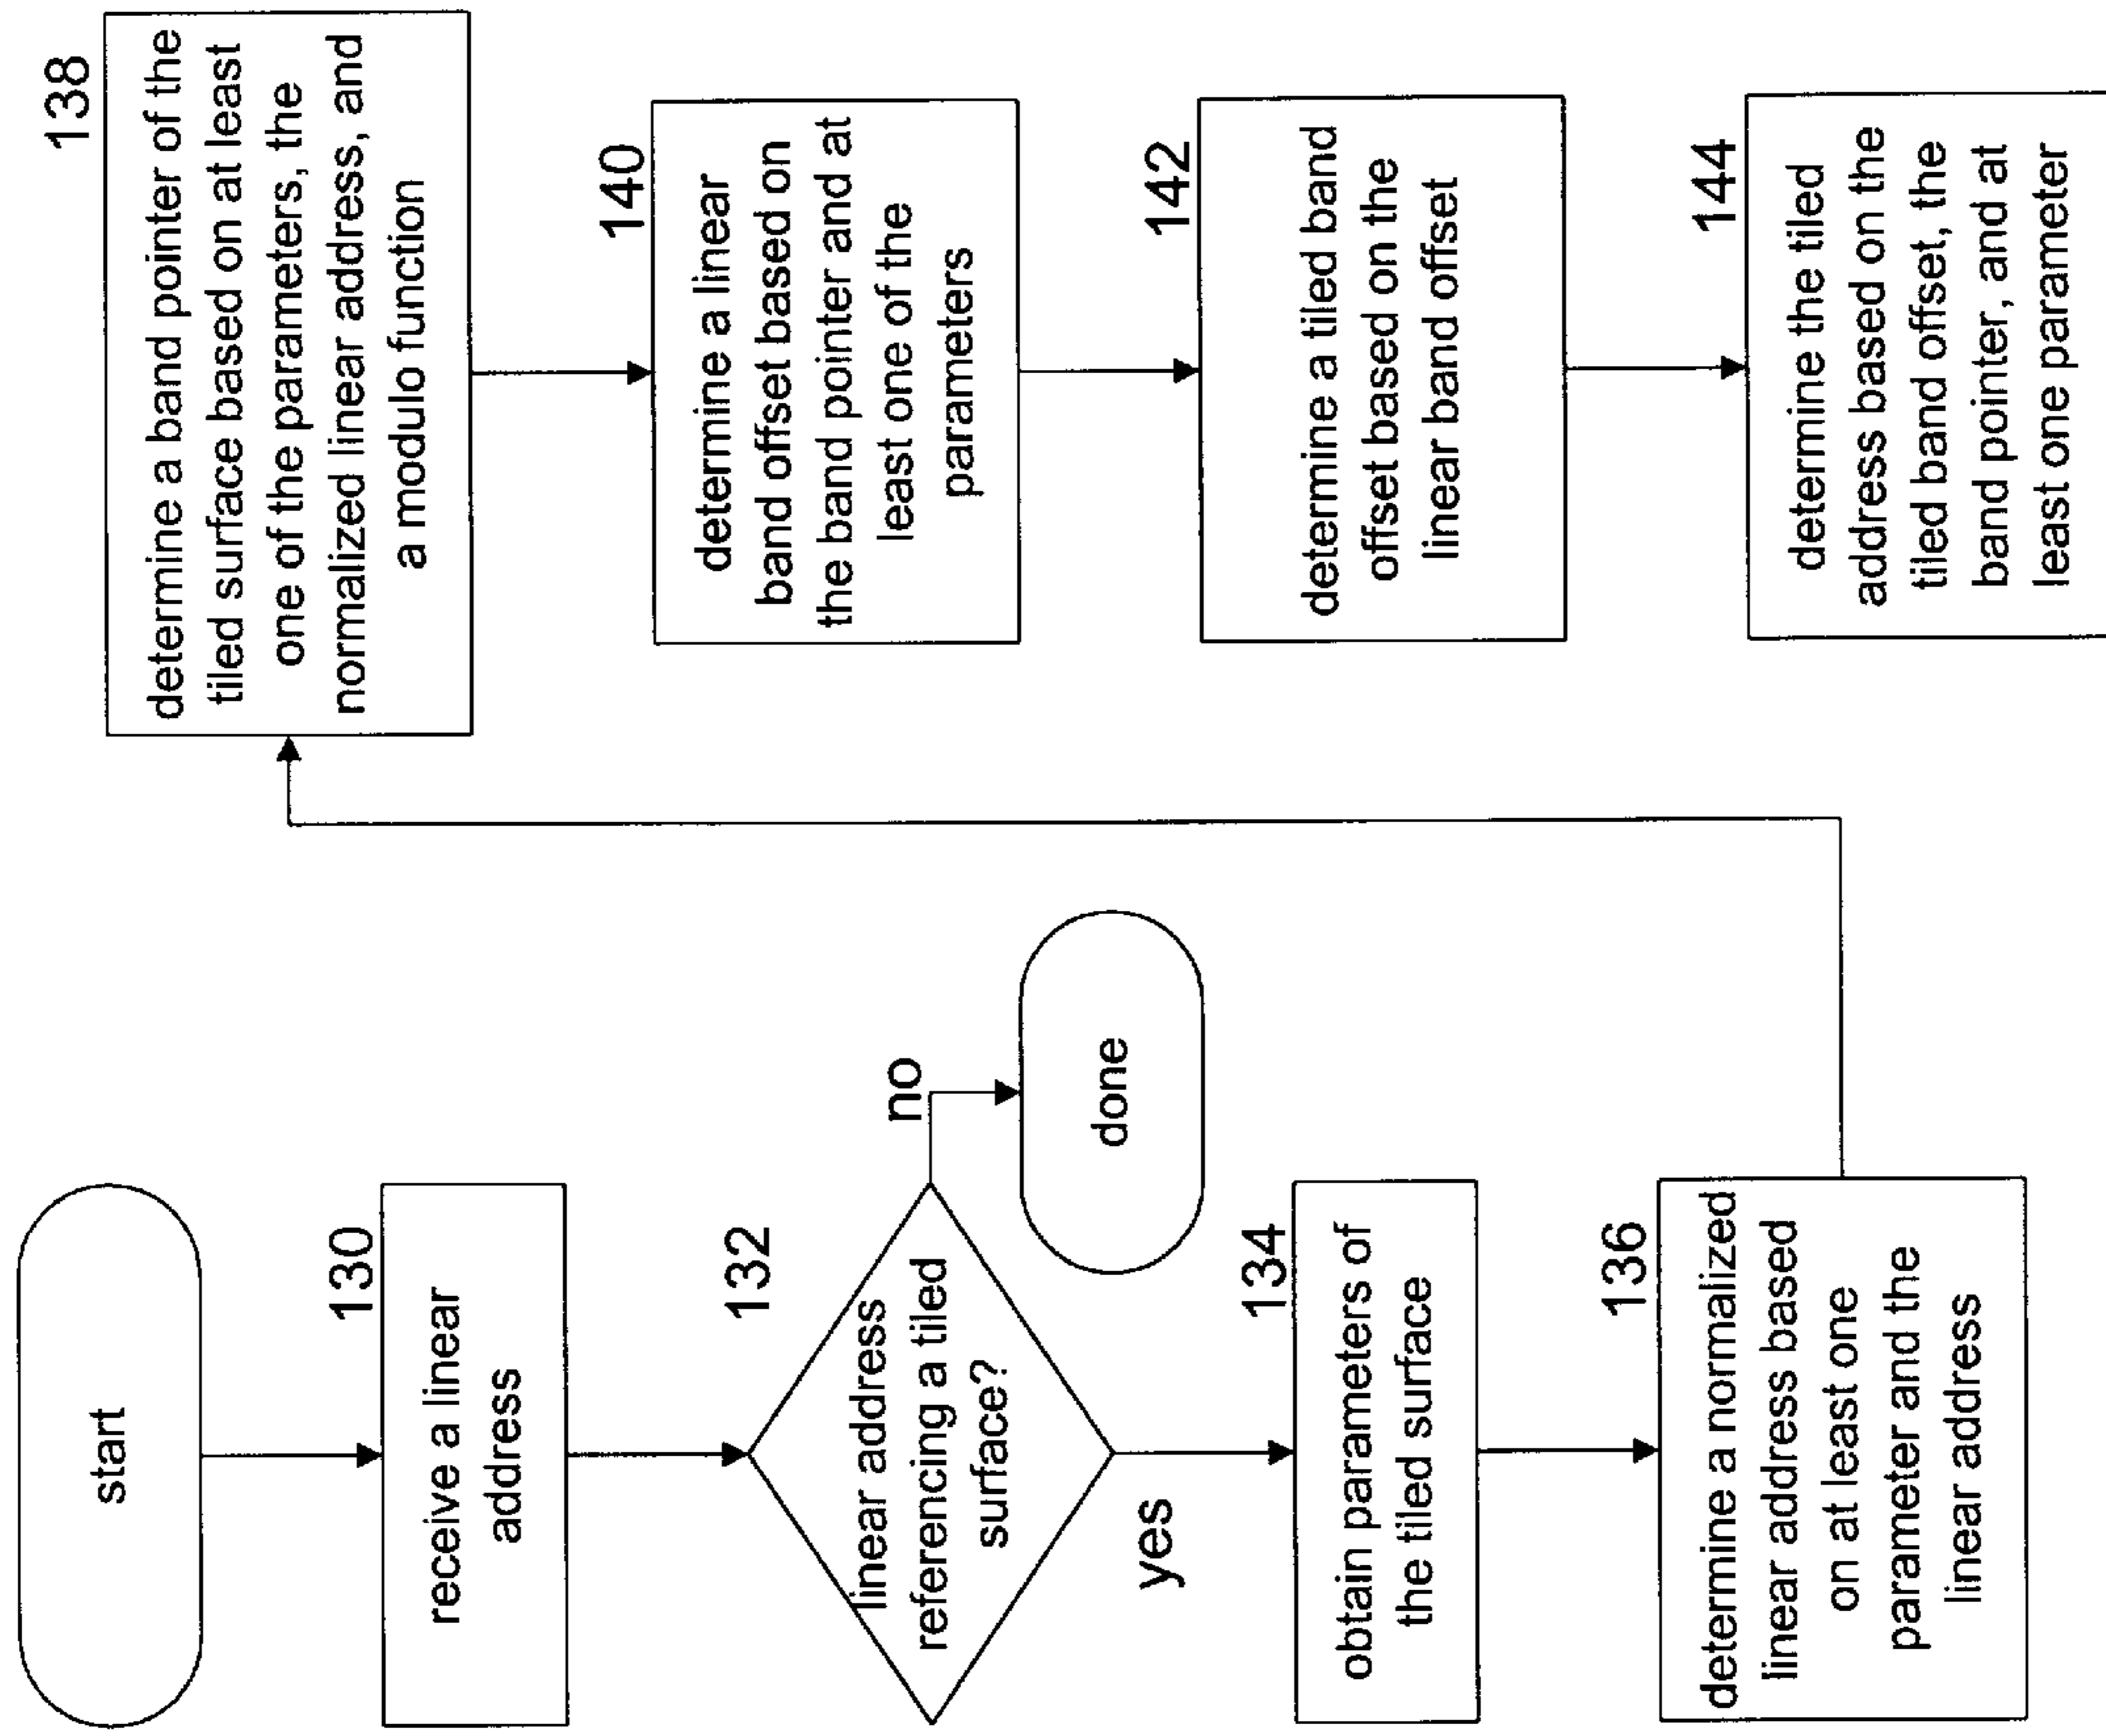 start
130
receive a linear
address
132
linear address
referencing a tiled
surface?
no
done
yes
134
obtain parameters of
the tiled surface
136
determine a normalized
linear address based
on at least one
parameter and the
linear address
138
determine a band pointer of the
tiled surface based on at least
one of the parameters, the
normalized linear address, and
a modulo function
140
determine a linear
band offset based on
the band pointer and at
least one of the
parameters
142
determine a tiled band
offset based on the
linear band offset
144
determine the tiled
address based on the
tiled band offset, the
band pointer, and at
least one parameter